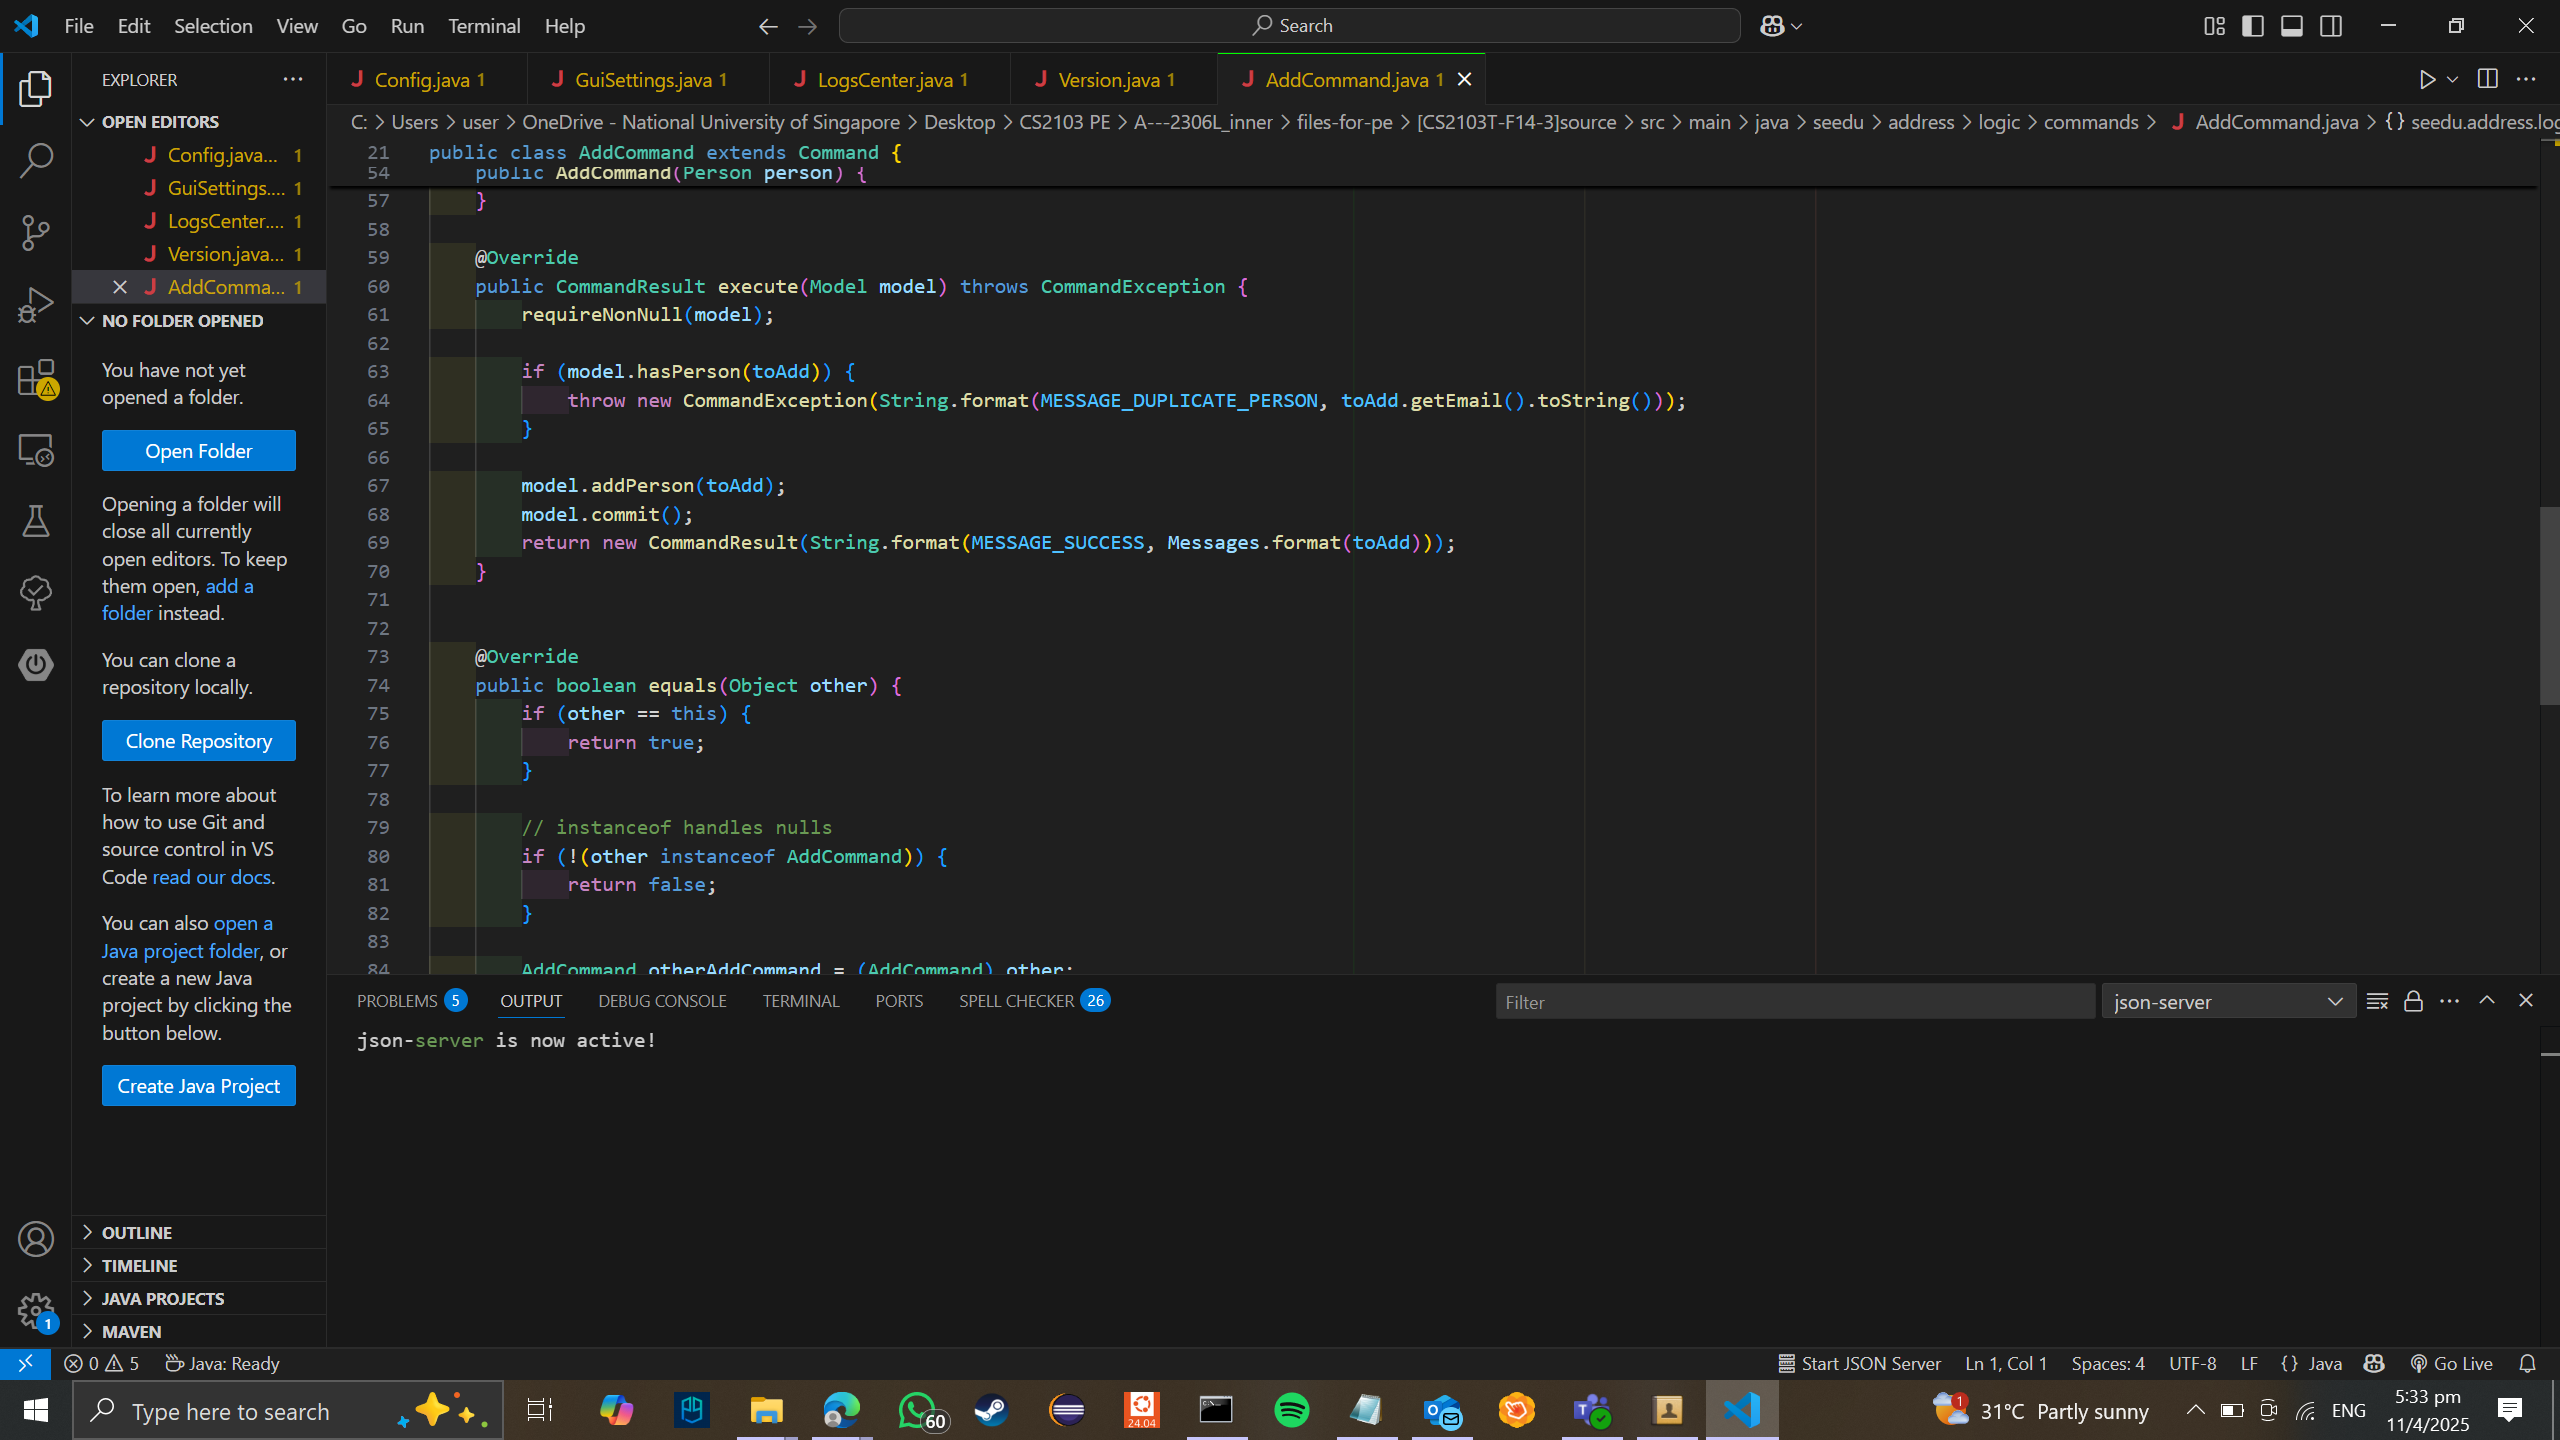 File Edit Selection View Go Run Terminal Help
Search
EXPLORER
OPEN EDITORS
Config.java... 1
GuiSettings.... 1
LogsCenter.... 1
Version.java... 1
AddComma... 1
NO FOLDER OPENED
You have not yet
opened a folder.
Open Folder
Opening a folder will
close all currently
open editors. To keep
them open, add a
folder instead.
You can clone a
repository locally.
Clone Repository
To learn more about
how to use Git and
source control in VS
Code read our docs.
You can also open a
Java project folder, or
create a new Java
project by clicking the
button below.
Create Java Project
OUTLINE
TIMELINE
JAVA PROJECTS
MAVEN
Config.java 1 GuiSettings.java 1 LogsCenter.java 1 Version.java 1 AddCommand.java 1
C: > Users > user > OneDrive - National University of Singapore > Desktop > CS2103 PE > A---2306L_inner > files-for-pe > [CS2103T-F14-3]source > src > main > java > seedu > address > logic > commands > AddCommand.java > {} seedu.address.log
21 public class AddCommand extends Command {
54 public AddCommand(Person person) {
57 }
58
59 @Override
60 public CommandResult execute(Model model) throws CommandException {
61 requireNonNull(model);
62
63 if (model.hasPerson(toAdd)) {
64 throw new CommandException(String.format(MESSAGE_DUPLICATE_PERSON, toAdd.getEmail().toString()));
65 }
66
67 model.addPerson(toAdd);
68 model.commit();
69 return new CommandResult(String.format(MESSAGE_SUCCESS, Messages.format(toAdd)));
70 }
71
72
73 @Override
74 public boolean equals(Object other) {
75 if (other == this) {
76 return true;
77 }
78
79 // instanceof handles nulls
80 if (!(other instanceof AddCommand)) {
81 return false;
82 }
83
84 AddCommand otherAddCommand = (AddCommand) other;
PROBLEMS 5 OUTPUT DEBUG CONSOLE TERMINAL PORTS SPELL CHECKER 26
Filter
json-server
json-server is now active!
1
0 5 Java: Ready
Start JSON Server Ln 1, Col 1 Spaces: 4 UTF-8 LF {} Java Go Live
Type here to search
24.04
60
1
31°C Partly sunny
ENG
5:33 pm
11/4/2025